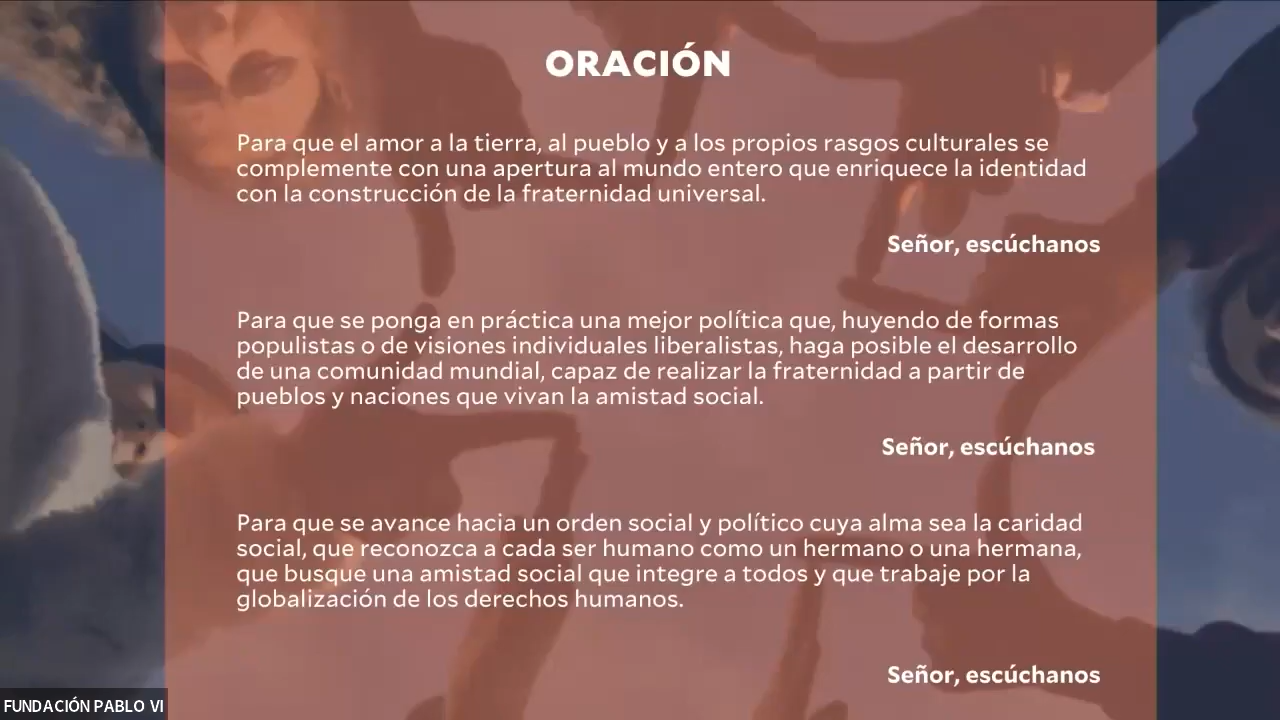 ORACIÓN
Para que el amor a la tierra, al pueblo y a los propios rasgos culturales se
complemente con una apertura al mundo entero que enriquece la identidad
con la construcción de la fraternidad universal.
Señor, escúchanos
Para que se ponga en práctica una mejor política que, huyendo de formas
populistas o de visiones individuales liberalistas, haga posible el desarrollo
de una comunidad mundial, capaz de realizar la fraternidad a partir de
pueblos y naciones que vivan la amistad social.
Señor, escúchanos
Para que se avance hacia un orden social y político cuya alma sea la caridad
social, que reconozca a cada ser humano como un hermano o una hermana,
que busque una amistad social que integre a todos y que trabaje por la
globalización de los derechos humanos.
Señor, escúchanos
FUNDACIÓN PABLO VI